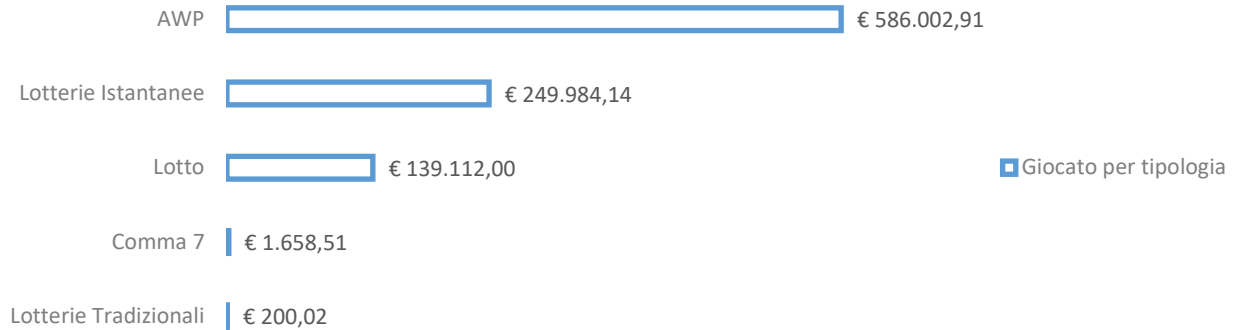 AWP € 586.002,91
Lotterie Istantanee € 249.984,14
Lotto € 139.112,00
Giocato per tipologia
Comma 7 € 1.658,51
Lotterie Tradizionali € 200,02